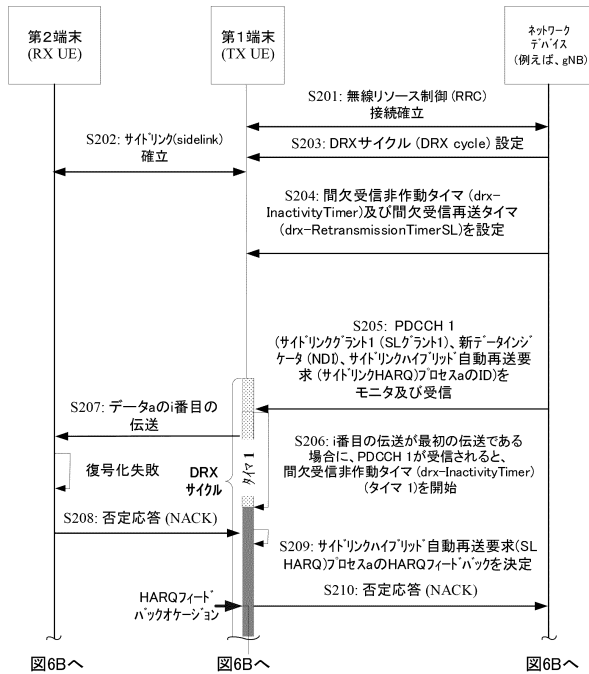 第2端末
(RX UE)
第1端末
(TX UE)
ﾈｯﾄﾜｰｸ
ﾃﾞﾊﾞｲｽ
(例えば、gNB)
S201: 無線リソース制御 (RRC)
接続確立
S202: ｻｲﾄﾞﾘﾝｸ(sidelink)
確立
S203: DRXサイクル (DRX cycle) 設定
S204: 間欠受信非作動タイマ (drx-
InactivityTimer)及び間欠受信再送タイマ
(drx-RetransmissionTimerSL)を設定
S205: PDCCH 1
(サイドリンクグラント1 (SLグラント1)、新データインジ
ケータ (NDI)、サイドリンクハイブリッド自動再送要
求 (サイドリンクHARQ)プロセスaのID)を
モニタ及び受信
S207: データaのi番目の
伝送
S206: i番目の伝送が最初の伝送である
場合に、PDCCH 1が受信されると、
間欠受信非作動タイマ (drx-InactivityTimer)
(タイマ 1)を開始
タイマ 1
DRX
サイクル
復号化失敗
S208: 否定応答 (NACK)
S209: サイドリンクハイブリッド自動再送要求(SL
HARQ)プロセスaのHARQフィードバックを決定
S210: 否定応答 (NACK)
HARQﾌｨｰﾄﾞ
ﾊﾞｯｸｵｹｰｼﾞｮﾝ
図6Bへ
図6Bへ
図6Bへ